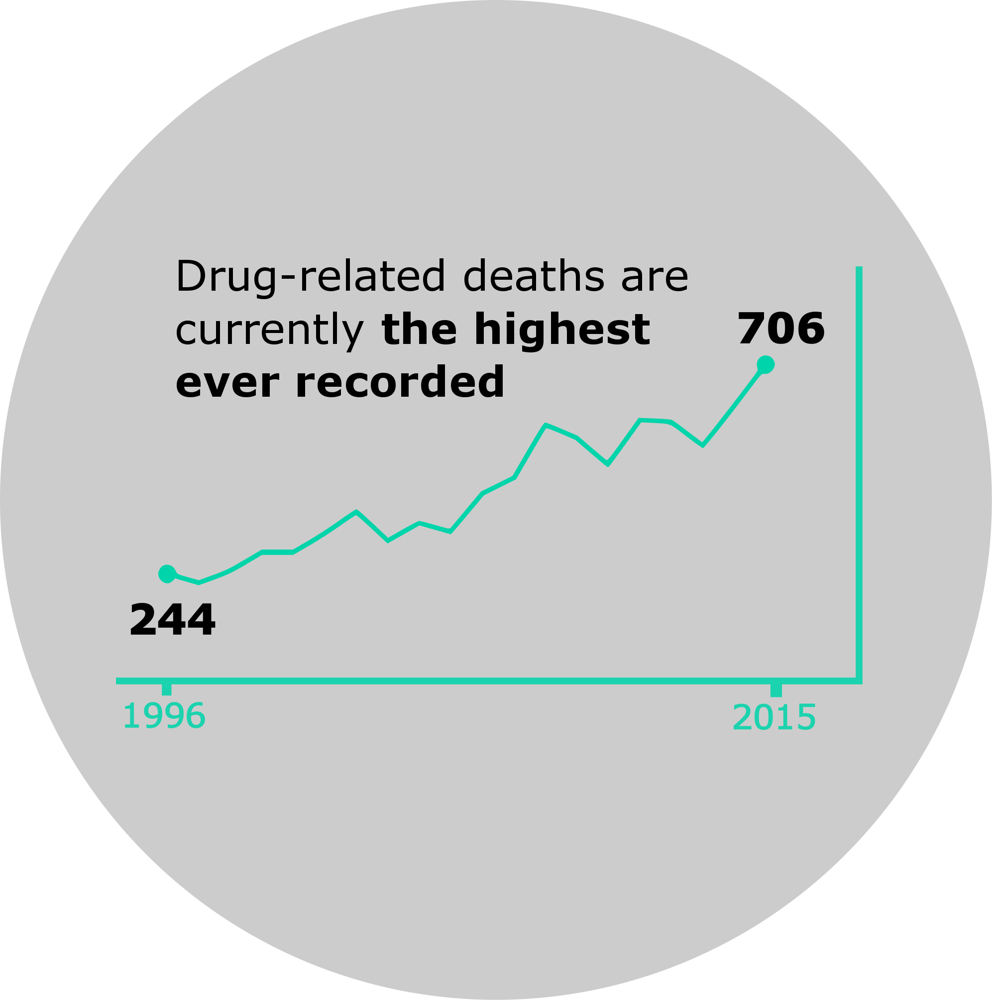 Drug-related deaths are
currently the highest
ever recorded
706
244
1996
2015